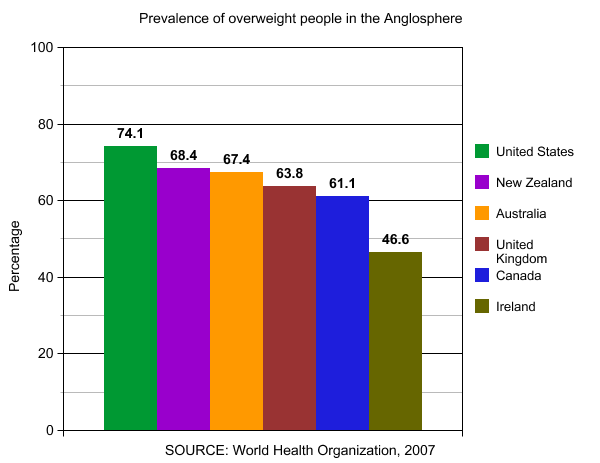 Prevalence of overweight people in the Anglosphere
100
80
60
40
20
0
Percentage
74.1
68.4
67.4
63.8
61.1
46.6
United States
New Zealand
Australia
United
Kingdom
Canada
Ireland
SOURCE: World Health Organization, 2007